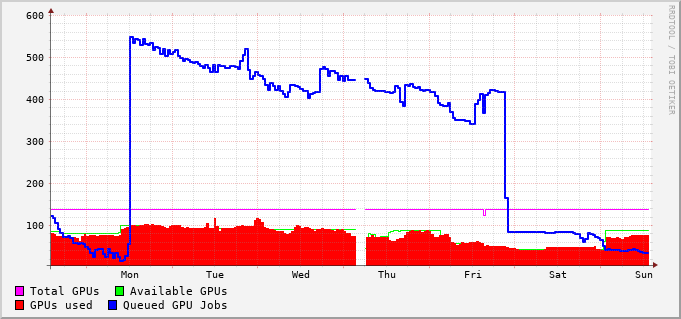 600
500
400
300
200
100
Mon Tue Wed Thu Fri Sat Sun
Total GPUs Available GPUs
GPUs used Queued GPU Jobs
RRDTOOL / TOBI OETIKER